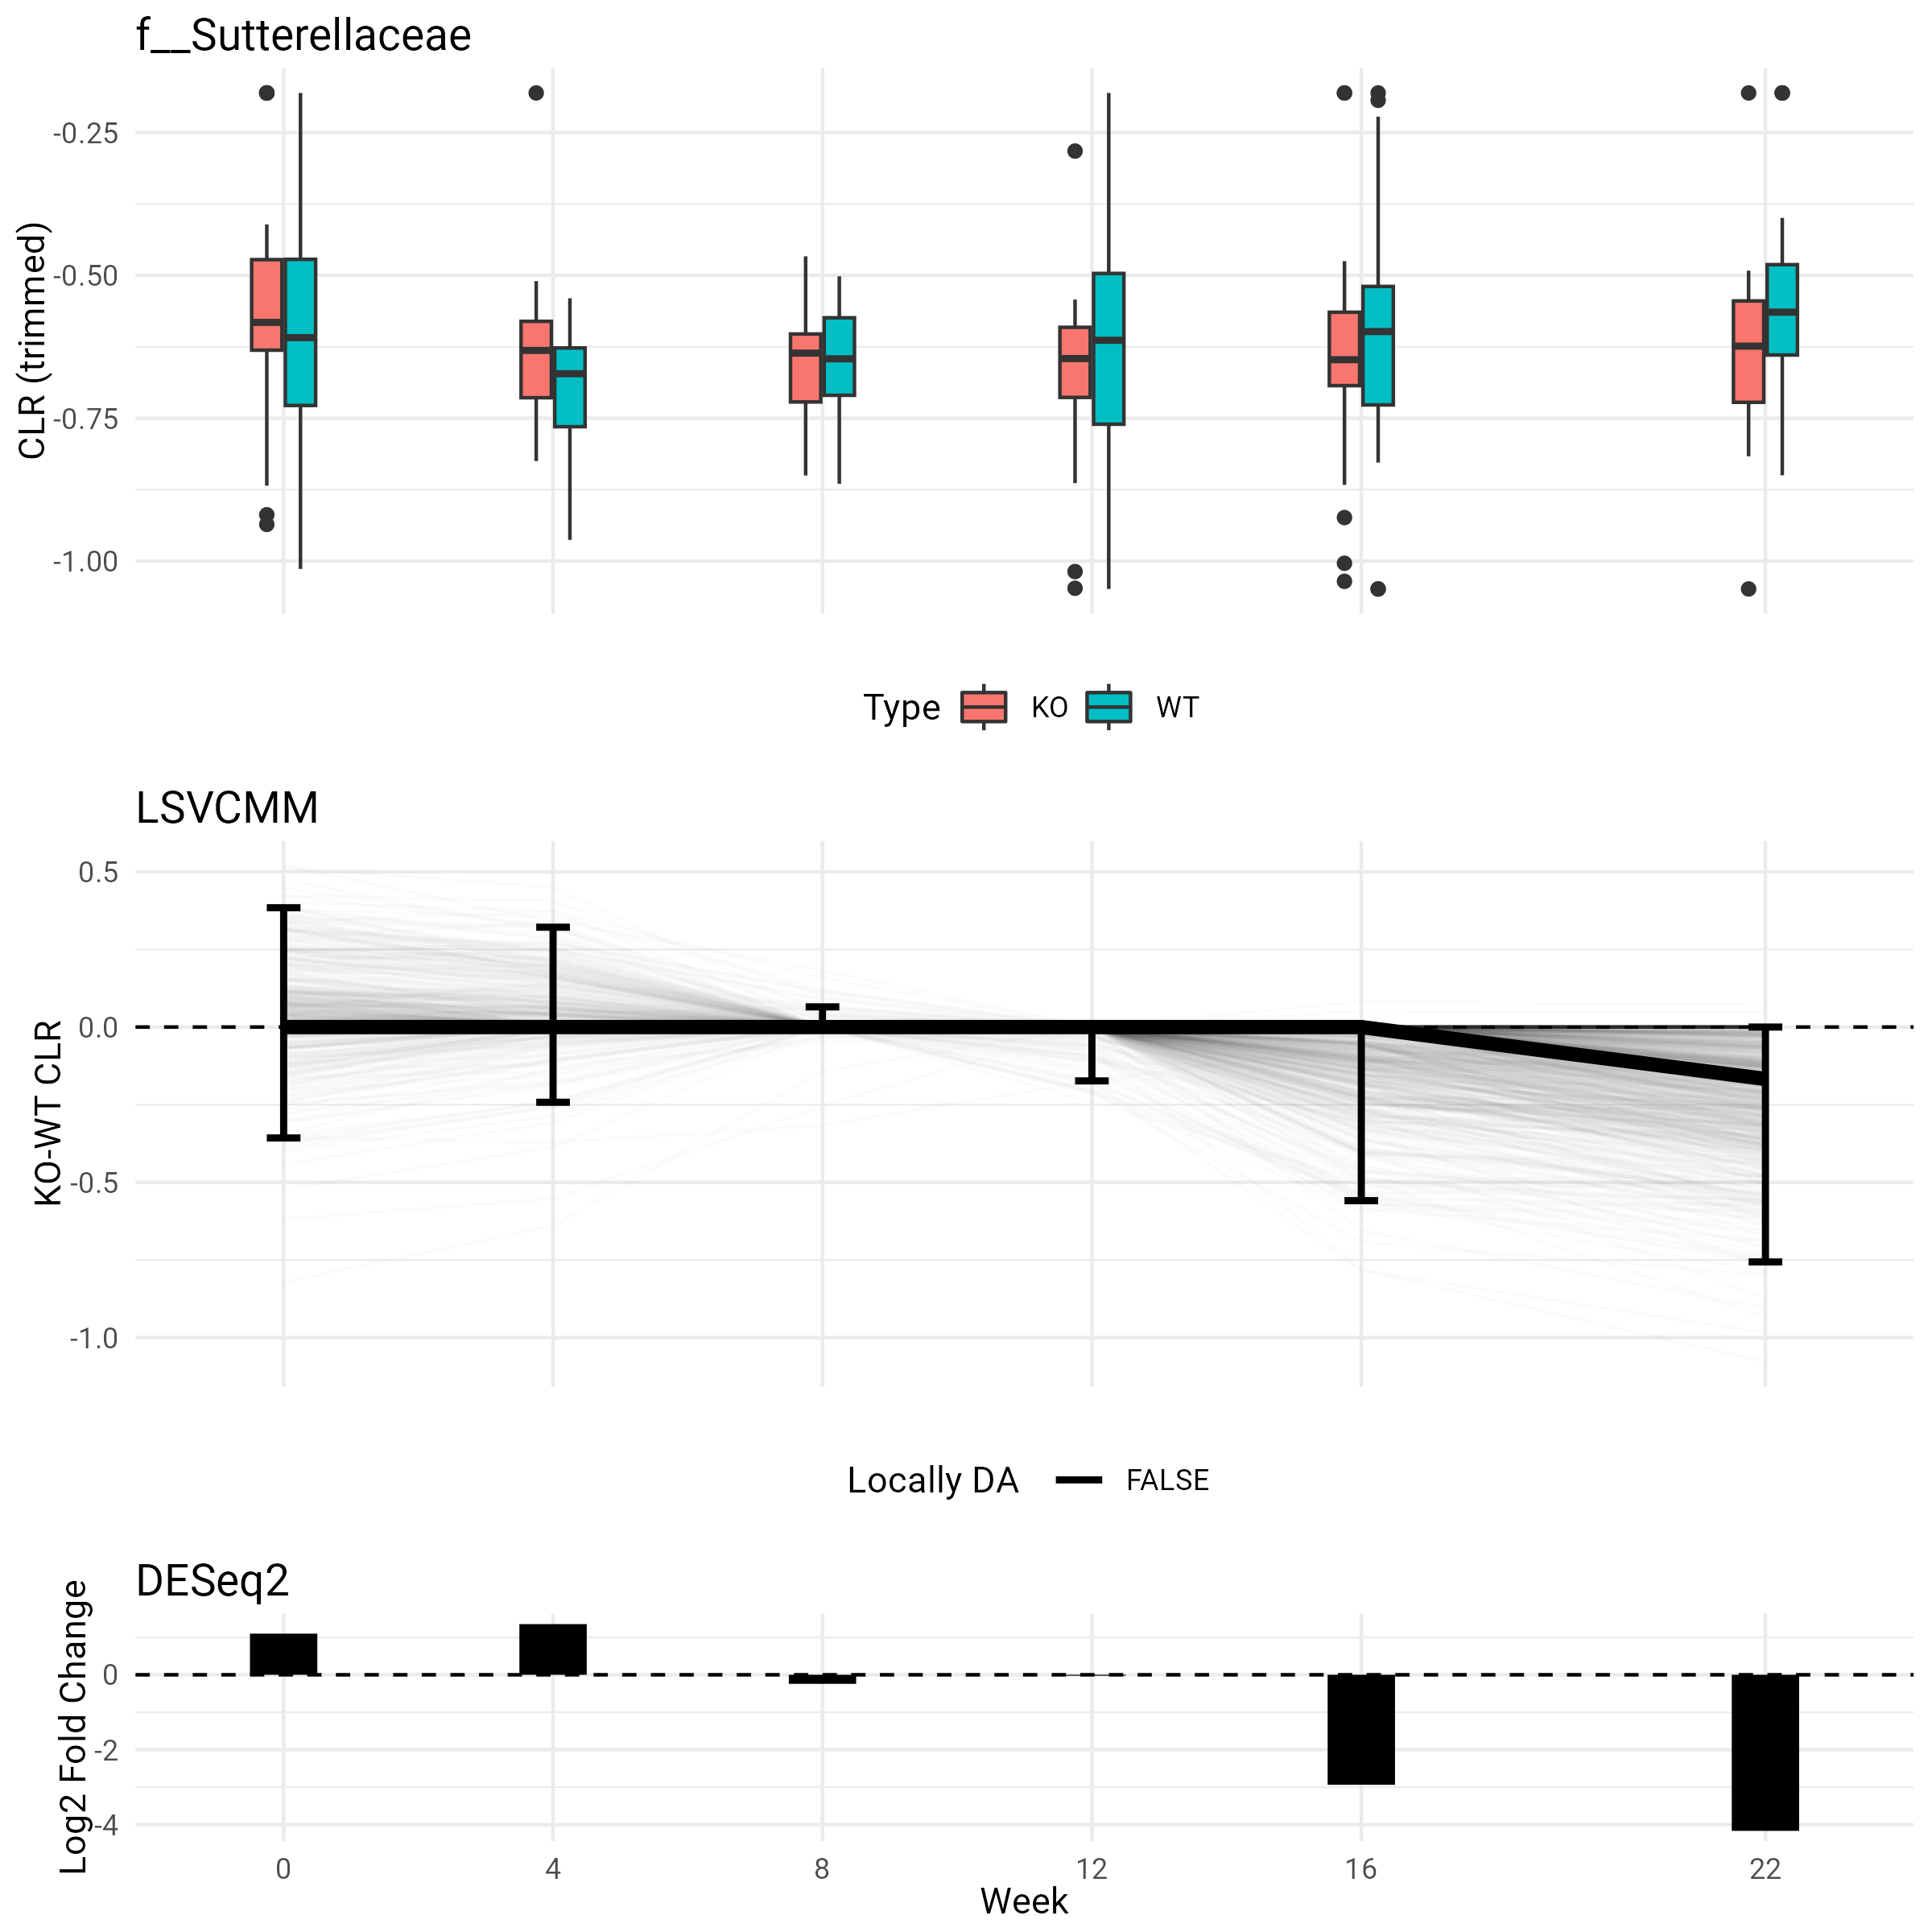 f__Sutterellaceae
CLR (trimmed)
-0.25
-0.50
-0.75
-1.00
Type KO WT
LSVCMM
KO-WT CLR
0.5
0.0
-0.5
-1.0
Locally DA FALSE
DESeq2
Log2 Fold Change
0
-2
-4
0 4 8 12 16 22
Week